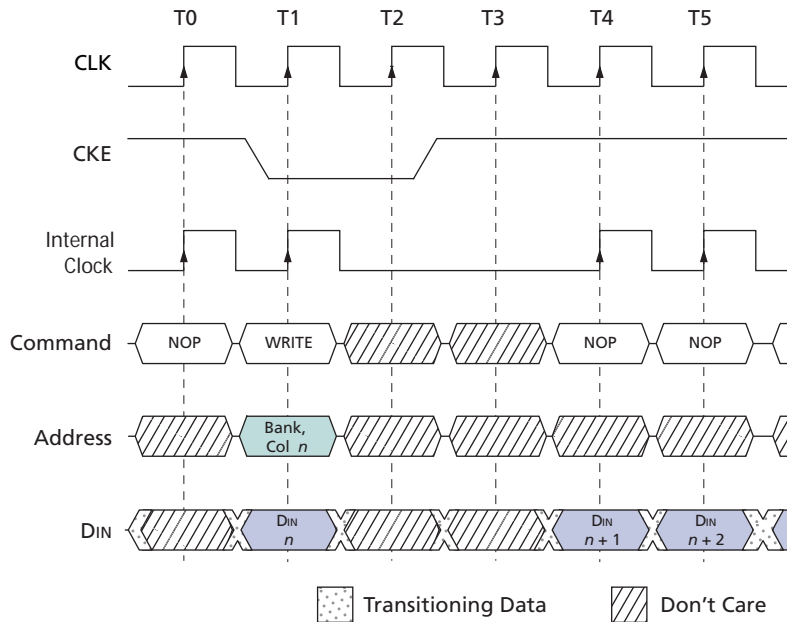 T0 T1 T2 T3 T4 T5
CLK
CKE
Internal
Clock
Command NOP WRITE NOP NOP
Address Bank,
Col n
DIN DIN
n DIN
n + 1 DIN
n + 2
Transitioning Data Don't Care